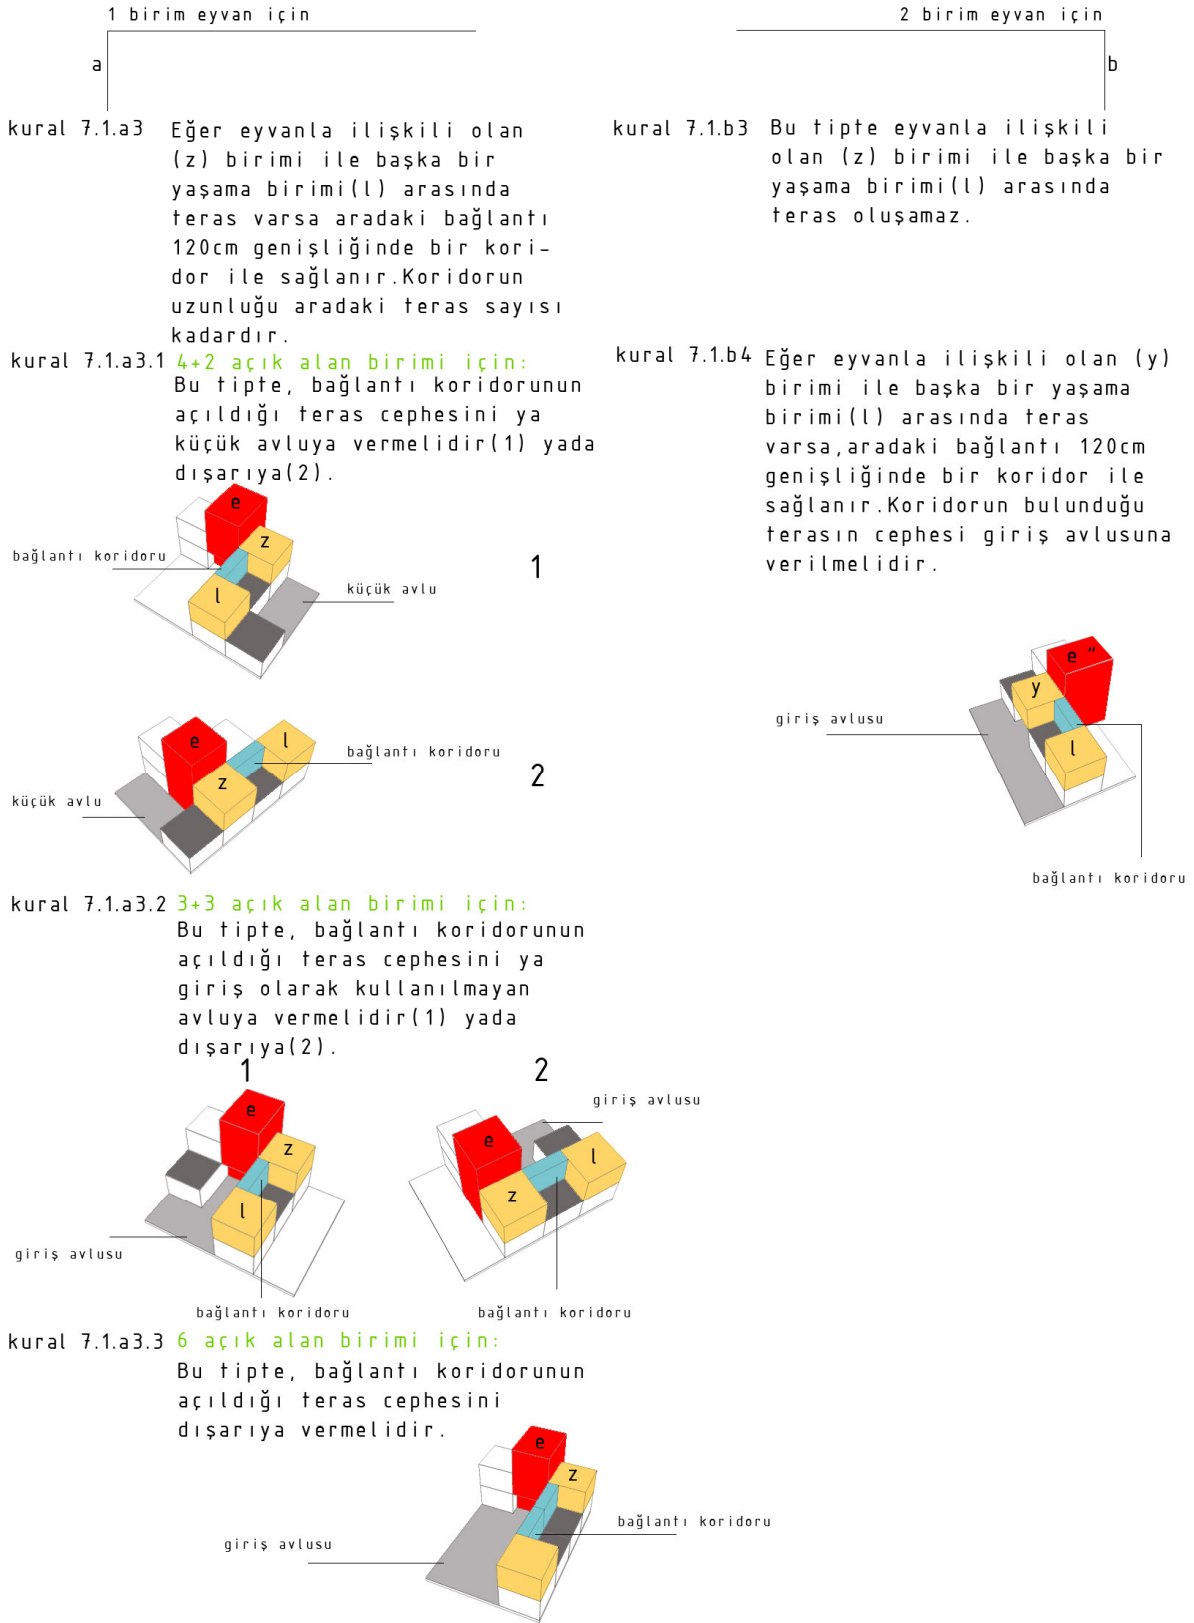 1 birim eyvan için
a
kural 7.1.a3
Eğer eyvanla ilişkili olan
(z) birimi ile başka bir
yaşama birimi(l) arasında
teras varsa aradaki bağlantı
120cm genişliğinde bir kori-
dor ile sağlanır.Koridorun
uzunluğu aradaki teras sayısı
kadardır.
kural 7.1.a3.1
4+2 açık alan birimi için:
Bu tipte, bağlantı koridorunun
açıldığı teras cephesini ya
küçük avluya vermelidir(1) yada
dışarıya(2).
e
z
l
bağlantı koridoru
küçük avlu
1
e
l
z
bağlantı koridoru
küçük avlu
2
kural 7.1.a3.2
3+3 açık alan birimi için:
Bu tipte, bağlantı koridorunun
açıldığı teras cephesini ya
giriş olarak kullanılmayan
avluya vermelidir(1) yada
dışarıya(2).
1
e
z
l
giriş avlusu
bağlantı koridoru
2
giriş avlusu
e
l
z
bağlantı koridoru
kural 7.1.a3.3
6 açık alan birimi için:
Bu tipte, bağlantı koridorunun
açıldığı teras cephesini
dışarıya vermelidir.
e
z
bağlantı koridoru
giriş avlusu
2 birim eyvan için
b
kural 7.1.b3
Bu tipte eyvanla ilişkili
olan (z) birimi ile başka bir
yaşama birimi(l) arasında
teras oluşamaz.
kural 7.1.b4
Eğer eyvanla ilişkili olan (y)
birimi ile başka bir yaşama
birimi(l) arasında teras
varsa,aradaki bağlantı 120cm
genişliğinde bir koridor ile
sağlanır.Koridorun bulunduğu
terasın cephesi giriş avlusuna
verilmelidir.
e "
y
l
giriş avlusu
bağlantı koridoru